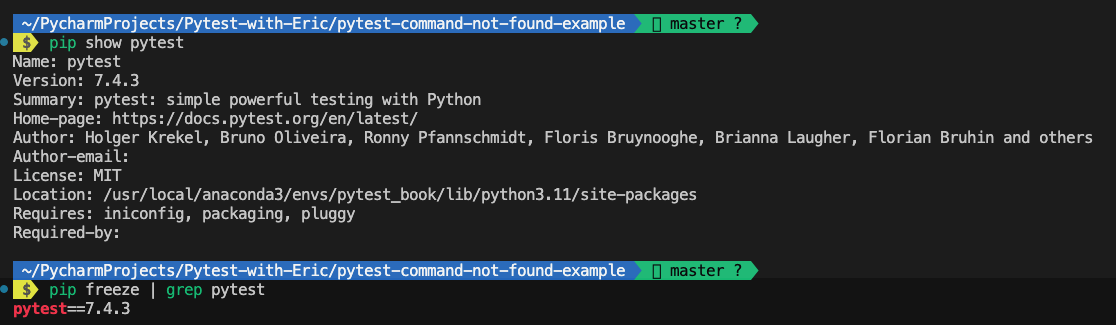 ~/PycharmProjects/Pytest-with-Eric/pytest-command-not-found-example master ?
$ pip show pytest
Name: pytest
Version: 7.4.3
Summary: pytest: simple powerful testing with Python
Home-page: https://docs.pytest.org/en/latest/
Author: Holger Krekel, Bruno Oliveira, Ronny Pfannschmidt, Floris Bruynooghe, Brianna Laugher, Florian Bruhin and others
Author-email:
License: MIT
Location: /usr/local/anaconda3/envs/pytest_book/lib/python3.11/site-packages
Requires: iniconfig, packaging, pluggy
Required-by:
~/PycharmProjects/Pytest-with-Eric/pytest-command-not-found-example master ?
$ pip freeze | grep pytest
pytest==7.4.3